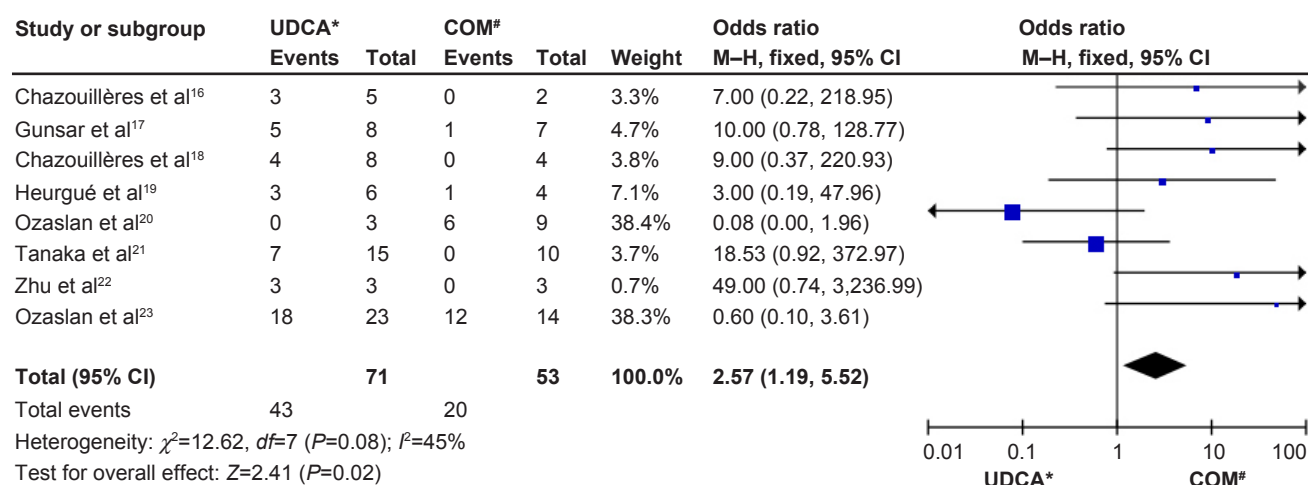 Study or subgroup UDCA* COM# Odds ratio Odds ratio
Events Total Events Total Weight M–H, fixed, 95% CI M–H, fixed, 95% CI
Chazouillères et al16 3 5 0 2 3.3% 7.00 (0.22, 218.95)
Gunsar et al17 5 8 1 7 4.7% 10.00 (0.78, 128.77)
Chazouillères et al18 4 8 0 4 3.8% 9.00 (0.37, 220.93)
Heurgué et al19 3 6 1 4 7.1% 3.00 (0.19, 47.96)
Ozaslan et al20 0 3 6 9 38.4% 0.08 (0.00, 1.96)
Tanaka et al21 7 15 0 10 3.7% 18.53 (0.92, 372.97)
Zhu et al22 3 3 0 3 0.7% 49.00 (0.74, 3,236.99)
Ozaslan et al23 18 23 12 14 38.3% 0.60 (0.10, 3.61)
Total (95% CI) 71 53 100.0% 2.57 (1.19, 5.52)
Total events 43 20
Heterogeneity: χ2=12.62, df=7 (P=0.08); I2=45%
Test for overall effect: Z=2.41 (P=0.02)
0.01 0.1 1 10 100
UDCA* COM#